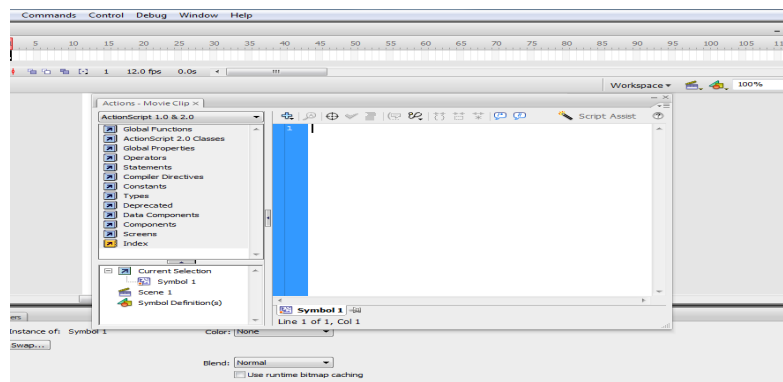 Commands Control Debug Window Help
5 10 15 20 25 30 35 40 45 50 55 60 65 70 75 80 85 90 95 100 105 11
1 12.0 fps 0.0s
Workspace 100%
Actions - Movie Clip ×
ActionScript 1.0 & 2.0
Script Assist
Global Functions
ActionScript 2.0 Classes
Global Properties
Operators
Statements
Compiler Directives
Constants
Types
Deprecated
Data Components
Components
Screens
Index
1
Current Selection
Symbol 1
Scene 1
Symbol Definition(s)
Symbol 1
Line 1 of 1, Col 1
ers
Instance of: Symbol 1 Color: None
Swap...
Blend: Normal
Use runtime bitmap caching